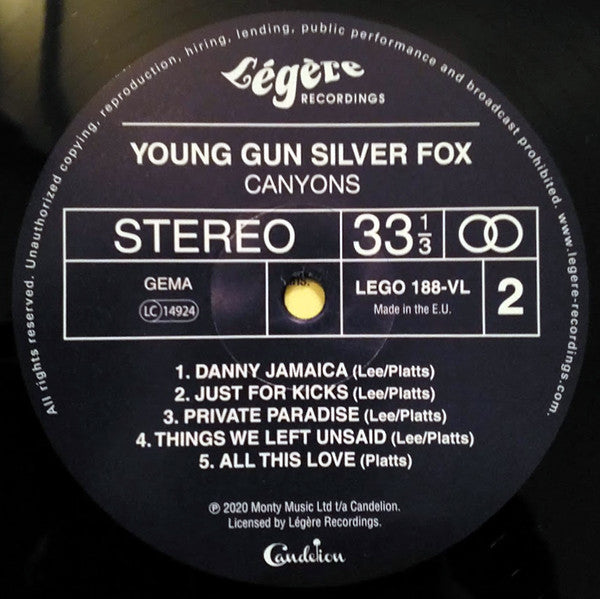 All rights reserved. Unauthorized copying, reproduction, hiring, lending, public performance and broadcast prohibited. www.legere-recordings.com.
Légère
RECORDINGS
YOUNG GUN SILVER FOX
CANYONS
STEREO
33 1/3
GEMA
LC 14924
LEGO 188-VL
Made in the E.U.
2
1. DANNY JAMAICA (Lee/Platts)
2. JUST FOR KICKS (Lee/Platts)
3. PRIVATE PARADISE (Lee/Platts)
4. THINGS WE LEFT UNSAID (Lee/Platts)
5. ALL THIS LOVE (Platts)
℗ 2020 Monty Music Ltd t/a Candelion.
Licensed by Légère Recordings.
Candelion